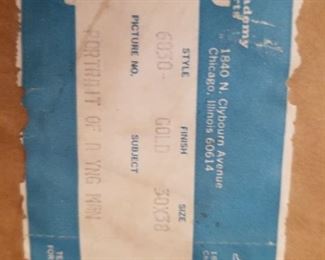 ademy
1840 N. Clybourn Avenue
Chicago, Illinois 60614
STYLE FINISH SIZE
6050- GOLD 30X38
PICTURE NO. SUBJECT
PORTRAIT OF A YNG MAN